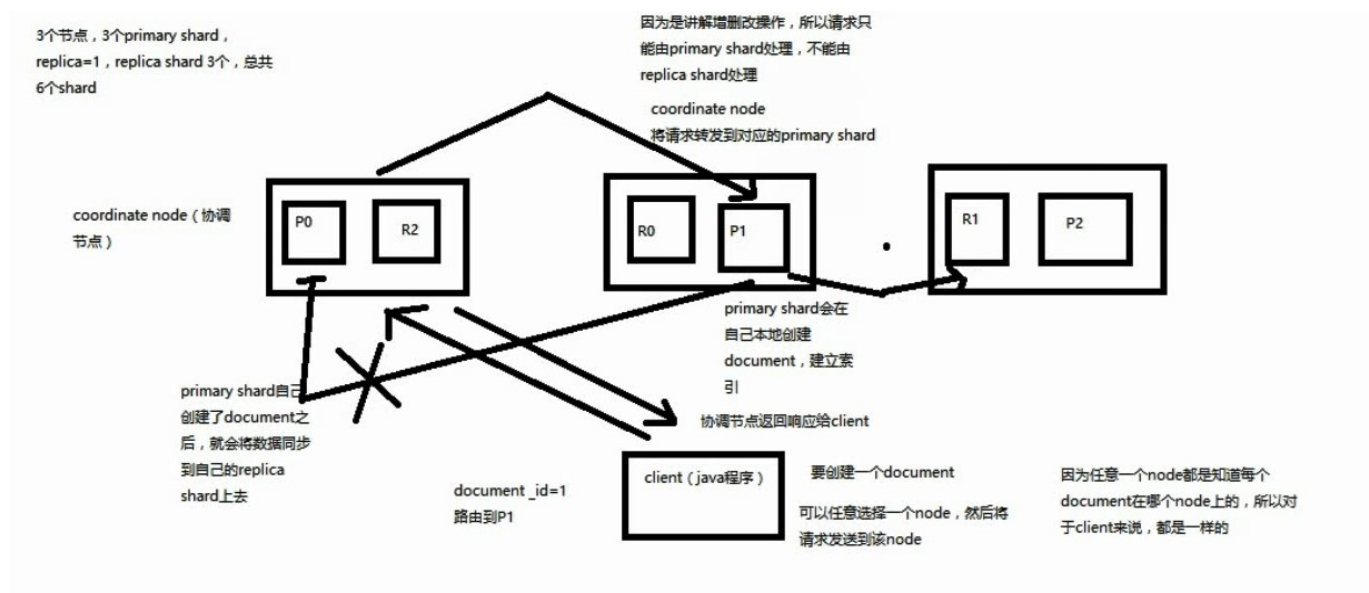 3个节点，3个primary shard，
replica=1，replica shard 3个，总共
6个shard
因为是讲解增删改操作，所以请求只
能由primary shard处理，不能由
replica shard处理
coordinate node
将请求转发到对应的primary shard
coordinate node（协调
节点）
P0
R2
R0
P1
R1
P2
primary shard会在
自己本地创建
document，建立索
引
primary shard自己
创建了document之
后，就会将数据同步
到自己的replica
shard上去
协调节点返回响应给client
document _id=1
路由到P1
client（java程序）
要创建一个document
可以任意选择一个node，然后将
请求发送到该node
因为任意一个node都是知道每个
document在哪个node上的，所以对
于client来说，都是一样的